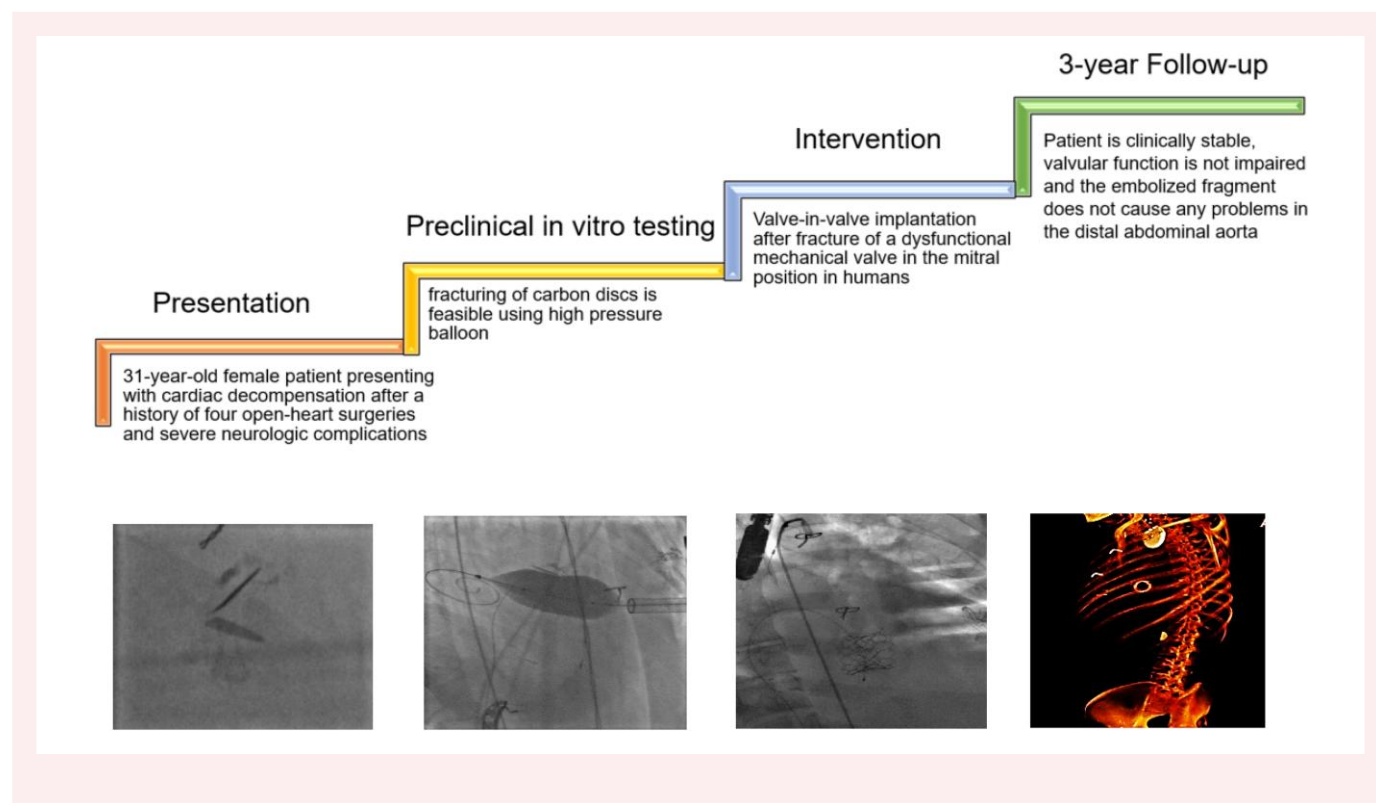 Presentation
31-year-old female patient presenting
with cardiac decompensation after a
history of four open-heart surgeries
and severe neurologic complications
Preclinical in vitro testing
fracturing of carbon discs is
feasible using high pressure
balloon
Intervention
Valve-in-valve implantation
after fracture of a dysfunctional
mechanical valve in the mitral
position in humans
3-year Follow-up
Patient is clinically stable,
valvular function is not impaired
and the embolized fragment
does not cause any problems in
the distal abdominal aorta